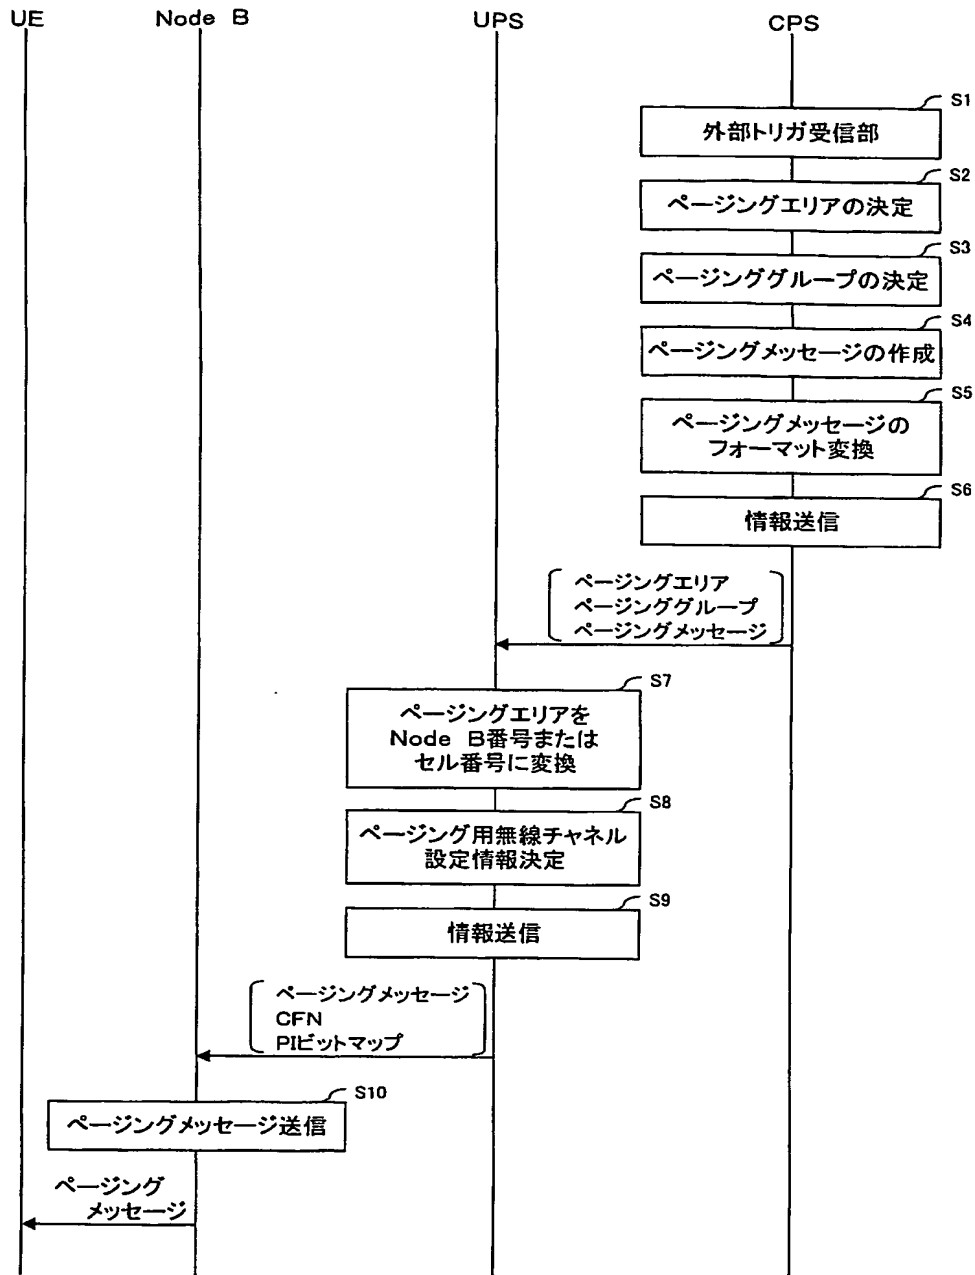 UE
Node B
UPS
CPS
S1
外部トリガ受信部
S2
ページングエリアの決定
S3
ページンググループの決定
S4
ページングメッセージの作成
S5
ページングメッセージの
フォーマット変換
S6
情報送信
ページングエリア
ページンググループ
ページングメッセージ
S7
ページングエリアを
Node B番号または
セル番号に変換
S8
ページング用無線チャネル
設定情報決定
S9
情報送信
ページングメッセージ
CFN
PIビットマップ
S10
ページングメッセージ送信
ページング
メッセージ